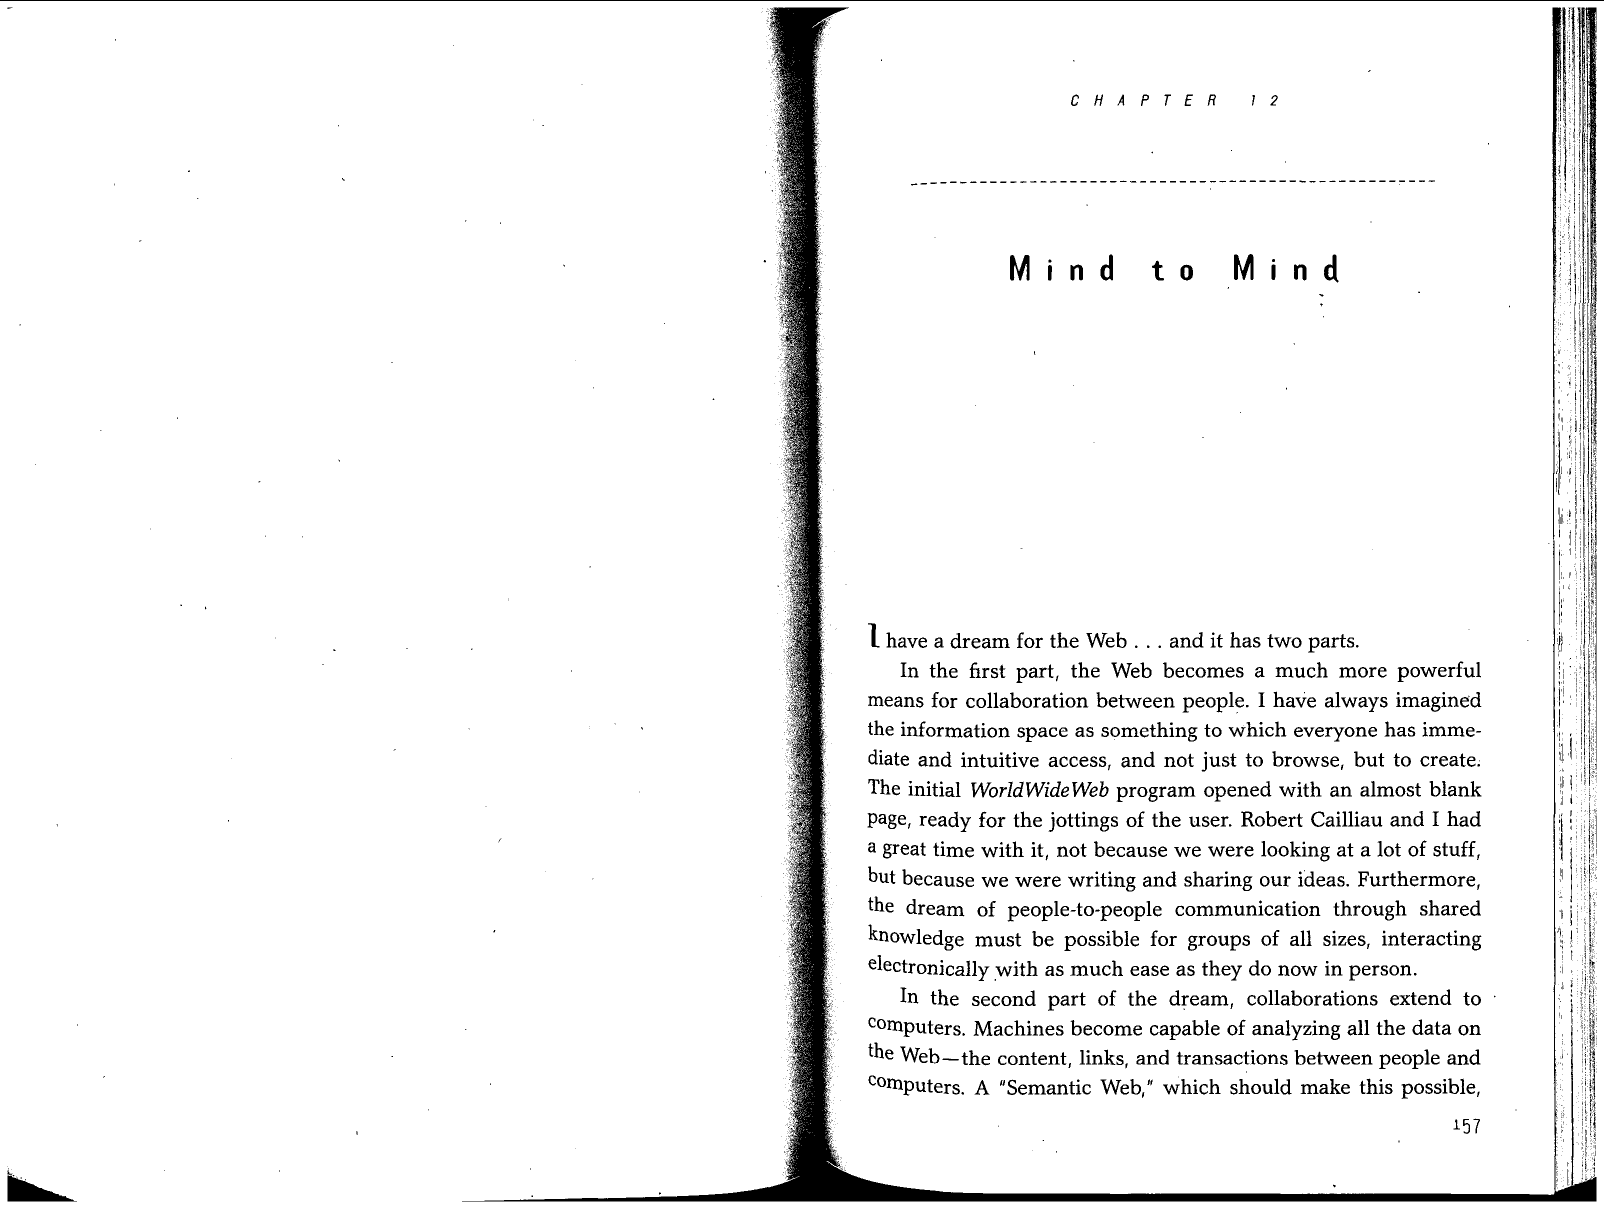 CHAPTER 12
Mind to Mind
I have a dream for the Web . . . and it has two parts.
In the first part, the Web becomes a much more powerful
means for collaboration between people. I have always imagined
the information space as something to which everyone has imme-
diate and intuitive access, and not just to browse, but to create.
The initial WorldWideWeb program opened with an almost blank
page, ready for the jottings of the user. Robert Cailliau and I had
a great time with it, not because we were looking at a lot of stuff,
but because we were writing and sharing our ideas. Furthermore,
the dream of people-to-people communication through shared
knowledge must be possible for groups of all sizes, interacting
electronically with as much ease as they do now in person.
In the second part of the dream, collaborations extend to
computers. Machines become capable of analyzing all the data on
the Web—the content, links, and transactions between people and
computers. A "Semantic Web," which should make this possible,
157